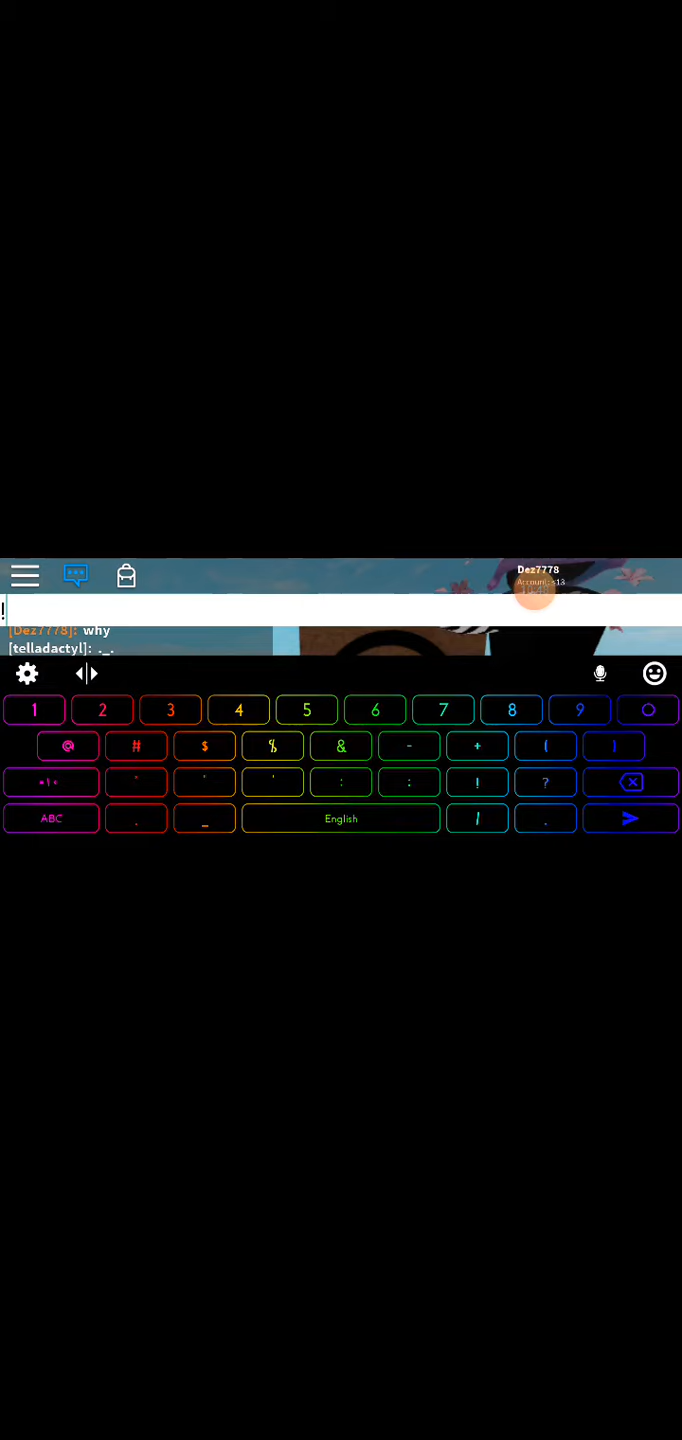 Dez7778
Account: <13
!
[Dez7778]: why
[telladactyl]: ._.
1 2 3 4 5 6 7 8 9 0
@ # $ % & - + ( )
" ' : ; ! ?
ABC , _ English / .